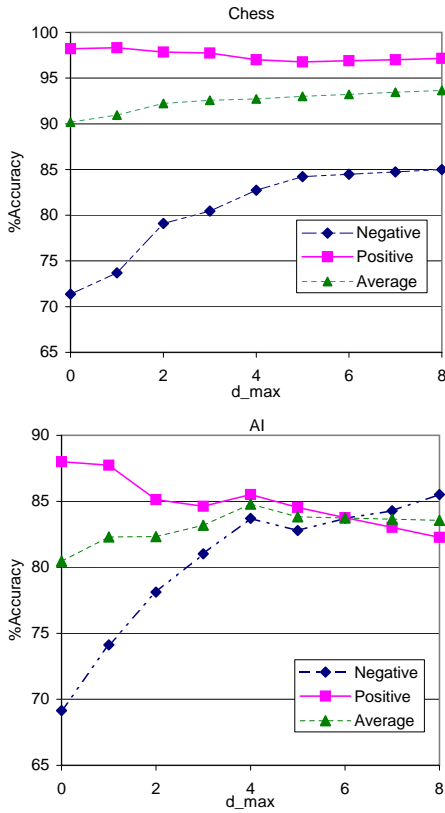 Chess
100
95
90
85
80
75
70
65
%Accuracy
Negative
Positive
Average
0 2 4 6 8
d_max
AI
90
85
80
75
70
65
%Accuracy
Negative
Positive
Average
0 2 4 6 8
d_max